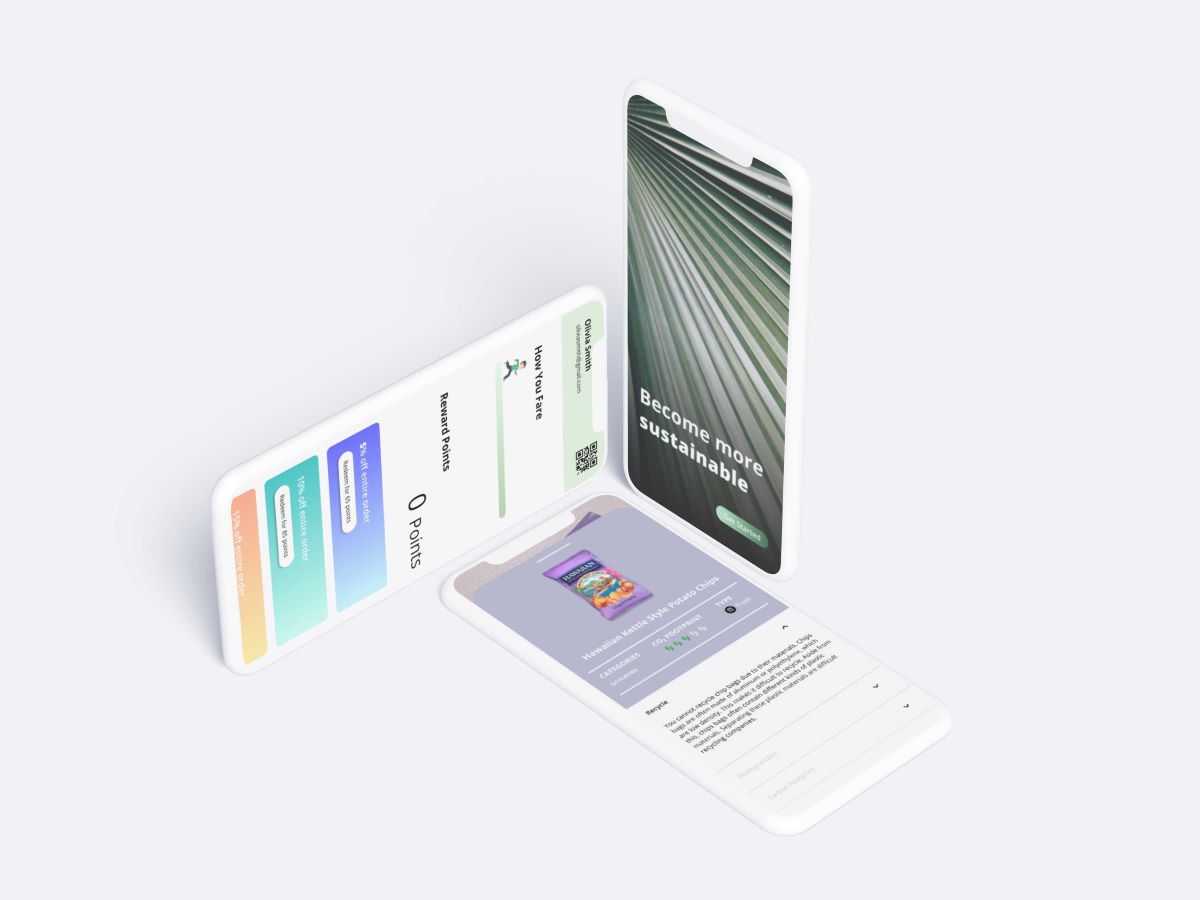 Become more
sustainable
Get Started
Olivia Smith
oliviasmith@gmail.com
How You Fare
Reward Points
0 Points
5% off entire order
Redeem for 65 points
10% off entire order
Redeem for 85 points
15% off entire order
HAWAIIAN
Hawaiian Kettle Style Potato Chips
CATEGORIES
groceries
CO₂ FOOTPRINT
TYPE
Trash
Recycle
You cannot recycle chip bags due to their materials. Chips
bags are often made of aluminum or polyethylene, which
are low density. This makes it difficult to recycle. Aside from
this, chips bags often contain different kinds of plastic
materials. Separating these plastic materials are difficult
recycling companies.
Biodegradable
Carbon Footprint